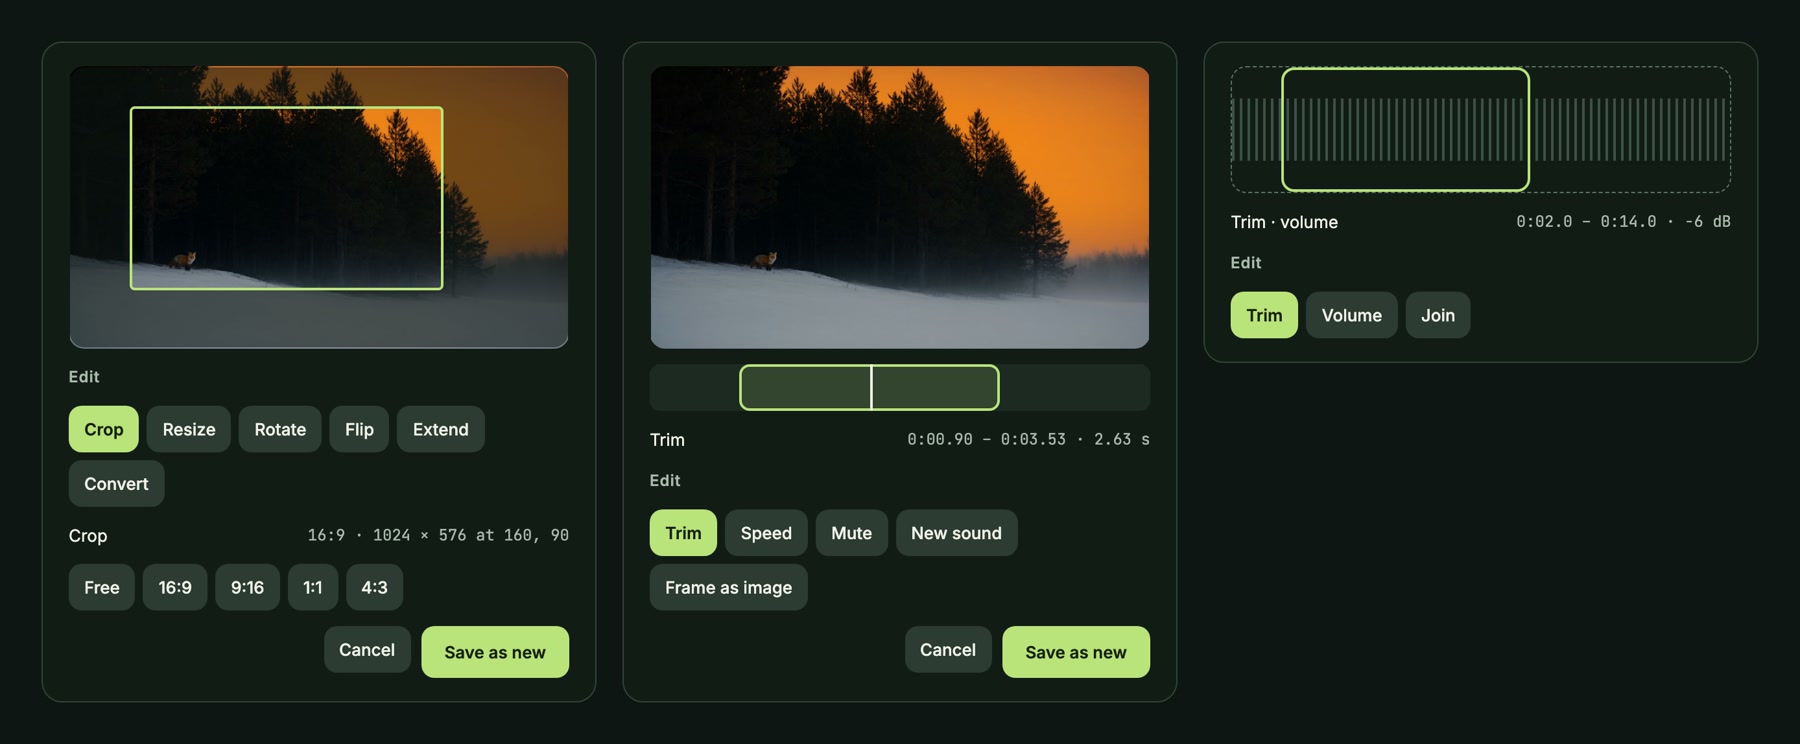 Edit
Crop Resize Rotate Flip Extend
Convert
Crop 16:9 · 1024 × 576 at 160, 90
Free 16:9 9:16 1:1 4:3
Cancel Save as new
Trim 0:00.90 – 0:03.53 · 2.63 s
Edit
Trim Speed Mute New sound
Frame as image
Cancel Save as new
Trim · volume 0:02.0 – 0:14.0 · -6 dB
Edit
Trim Volume Join